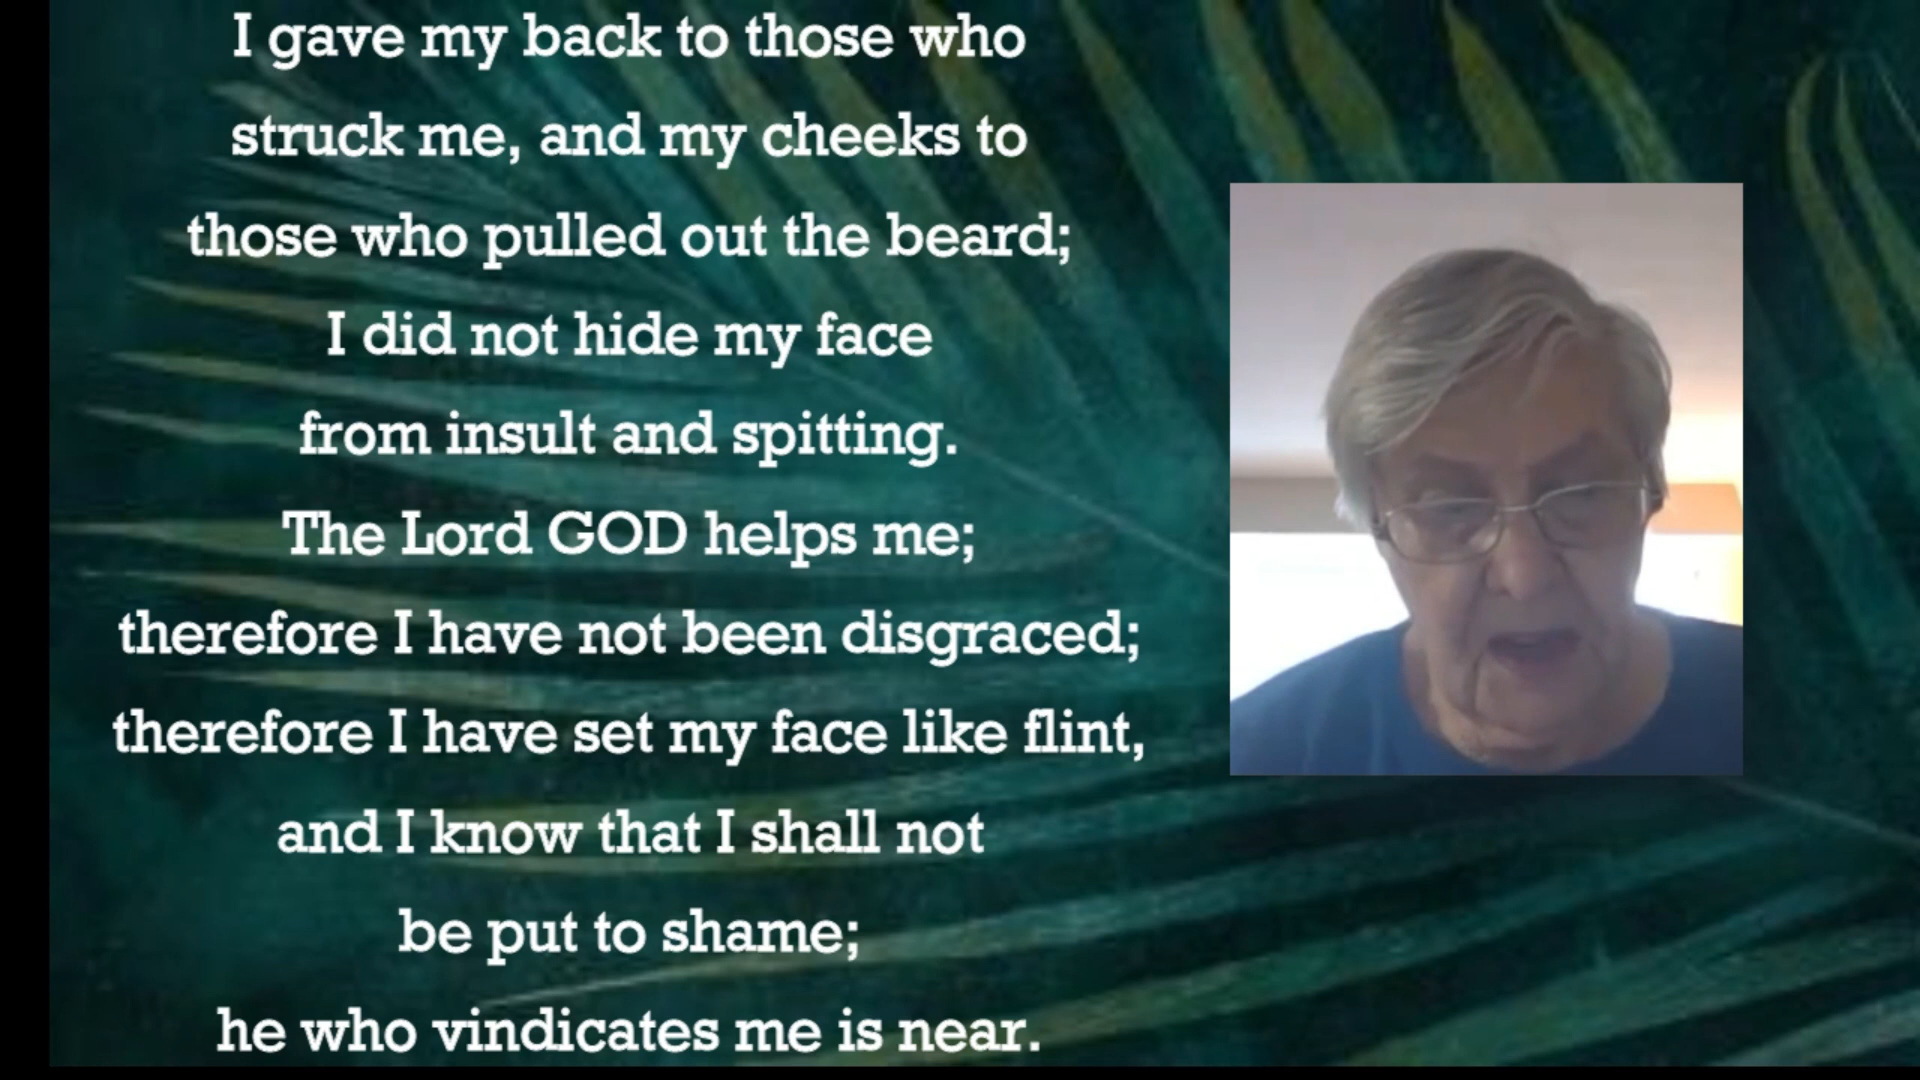 I gave my back to those who
struck me, and my cheeks to
those who pulled out the beard;
I did not hide my face
from insult and spitting.
The Lord GOD helps me;
therefore I have not been disgraced;
therefore I have set my face like flint,
and I know that I shall not
be put to shame;
he who vindicates me is near.